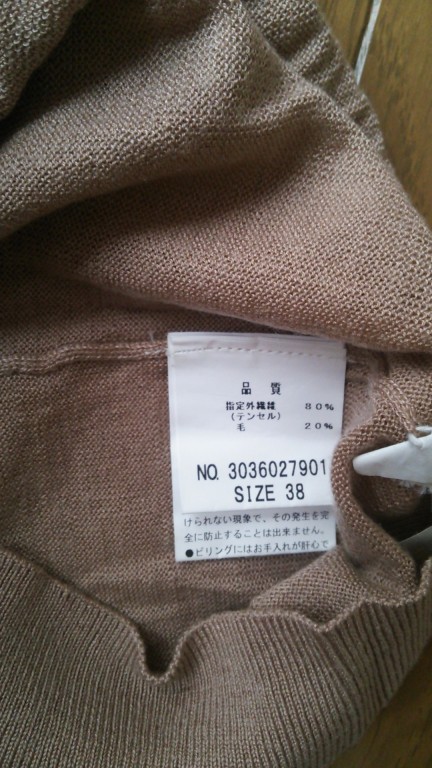 品 質
指定外繊維 80%
(テンセル)
毛 20%
NO. 3036027901
SIZE 38
けられない現象で、その発生を完
全に防止することは出来ません。
●ピリングにはお手入れが肝心で